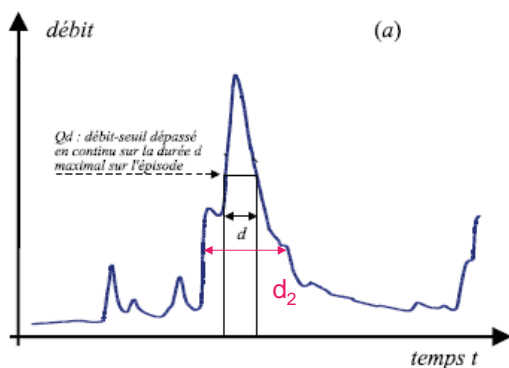 débit
(a)
Qd : débit-seuil dépassé
en continu sur la durée d
maximal sur l'épisode
d
d₂
temps t